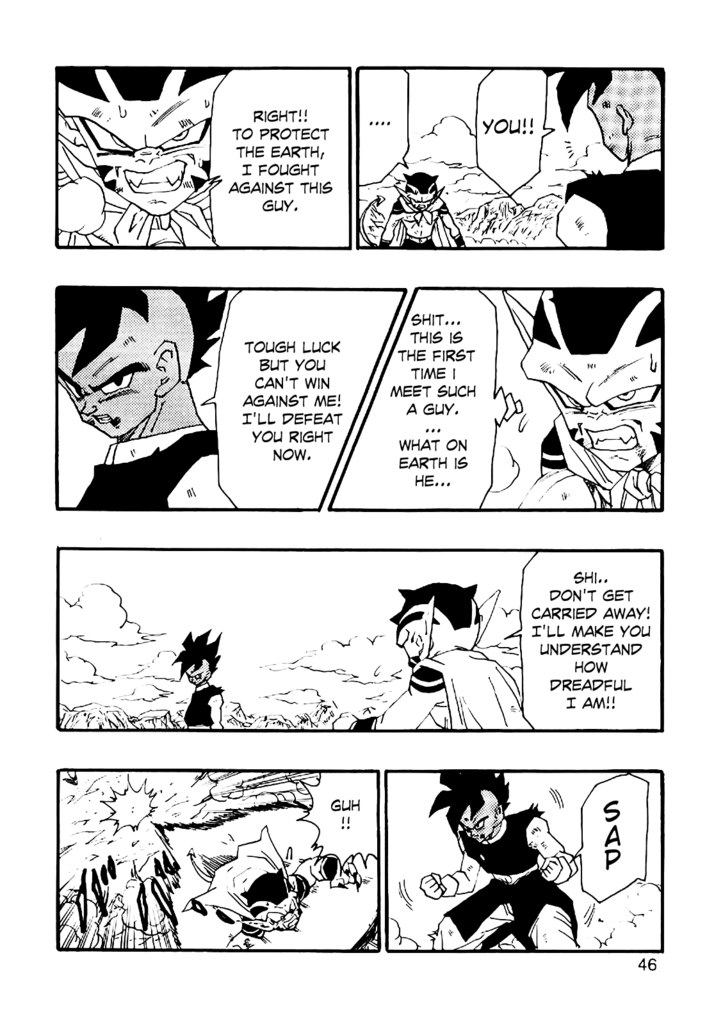 YOU!!
....
RIGHT!!
TO PROTECT
THE EARTH,
I FOUGHT
AGAINST THIS
GUY.
SHIT...
THIS IS
THE FIRST
TIME I
MEET SUCH
A GUY.
...
WHAT ON
EARTH IS
HE...
TOUGH LUCK
BUT YOU
CAN'T WIN
AGAINST ME!
I'LL DEFEAT
YOU RIGHT
NOW.
SHI..
DON'T GET
CARRIED AWAY!
I'LL MAKE YOU
UNDERSTAND
HOW
DREADFUL
I AM!!
SAP
GUH
!!
46